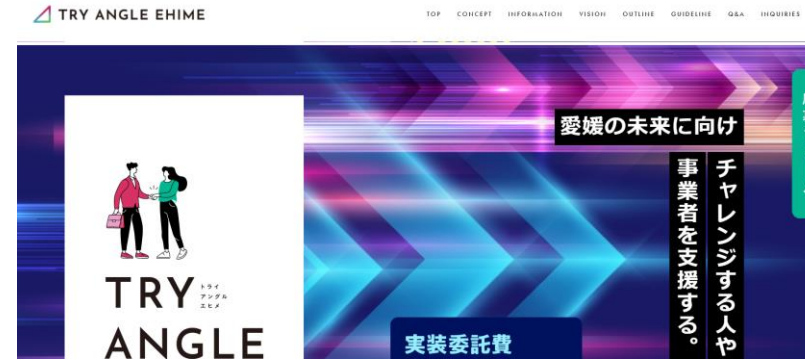 TRY ANGLE EHIME
TOP CONCEPT INFORMATION VISION OUTLINE GUIDELINE Q&A INQUIRIES
愛媛の未来に向け
チャレンジする人や
事業者を支援する。
TRY
トライ
アングル
エヒメ
ANGLE
実装委託費